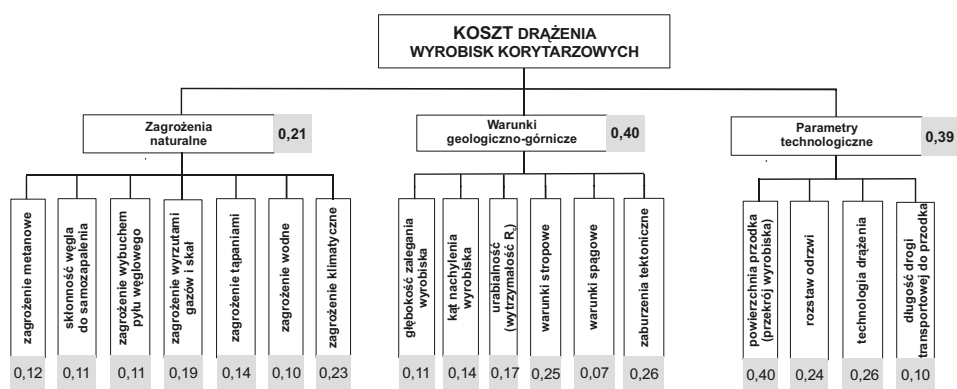 KOSZT DRĄŻENIA
WYROBISK KORYTARZOWYCH
Zagrożenia
naturalne
0,21
Warunki
geologiczno-górnicze
0,40
Parametry
technologiczne
0,39
zagrożenie metanowe
skłonność węgla
do samozapalenia
zagrożenie wybuchem
pyłu węglowego
zagrożenie wyrzutami
gazów i skał
zagrożenie tąpaniami
zagrożenie wodne
zagrożenie klimatyczne
głębokość zalegania
wyrobiska
kąt nachylenia
wyrobiska
urabialność
(wytrzymałość Rc)
warunki stropowe
warunki spągowe
zaburzenia tektoniczne
powierzchnia przodka
(przekrój wyrobiska)
rozstaw odrzwi
technologia drążenia
długość drogi
transportowej do przodka
0,12 0,11 0,11 0,19 0,14 0,10 0,23 0,11 0,14 0,17 0,25 0,07 0,26 0,40 0,24 0,26 0,10